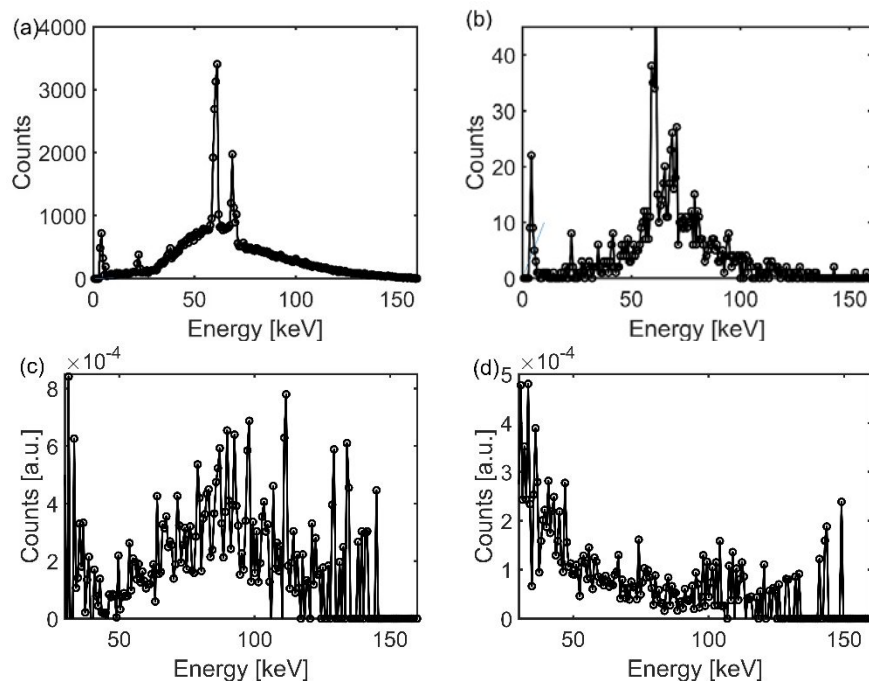 (a)
4000
3000
2000
1000
0
Counts
0 50 100 150
Energy [keV]
(b)
40
30
20
10
0
Counts
0 50 100 150
Energy [keV]
(c)
×10⁻⁴
8
6
4
2
0
Counts [a.u.]
50 100 150
Energy [keV]
(d)
×10⁻⁴
5
4
3
2
1
0
Counts [a.u.]
50 100 150
Energy [keV]